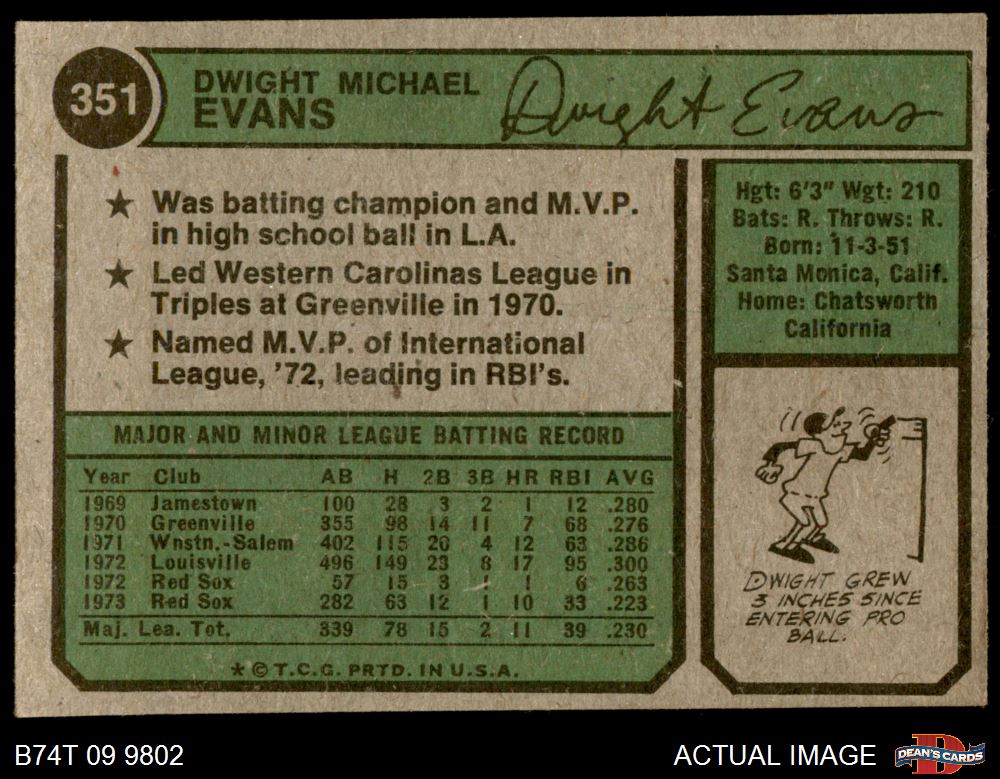 351
DWIGHT MICHAEL
EVANS
Dwight Evans
★ Was batting champion and M.V.P.
in high school ball in L.A.
★ Led Western Carolinas League in
Triples at Greenville in 1970.
★ Named M.V.P. of International
League, '72, leading in RBI's.
Hgt: 6'3" Wgt: 210
Bats: R. Throws: R.
Born: 11-3-51
Santa Monica, Calif.
Home: Chatsworth
California
MAJOR AND MINOR LEAGUE BATTING RECORD
Year Club AB H 2B 3B HR RBI AVG
1969 Jamestown 100 28 3 2 1 12 .280
1970 Greenville 355 98 14 11 7 68 .276
1971 Wnstn.-Salem 402 115 20 4 12 63 .286
1972 Louisville 496 149 23 8 17 95 .300
1972 Red Sox 57 15 3 1 1 6 .263
1973 Red Sox 282 63 12 1 10 33 .223
Maj. Lea. Tot. 339 78 15 2 11 39 .230
★ © T.C.G. PRTD. IN U.S.A.
DWIGHT GREW
3 INCHES SINCE
ENTERING PRO
BALL.
B74T 09 9802
ACTUAL IMAGE
D
DEAN'S CARDS